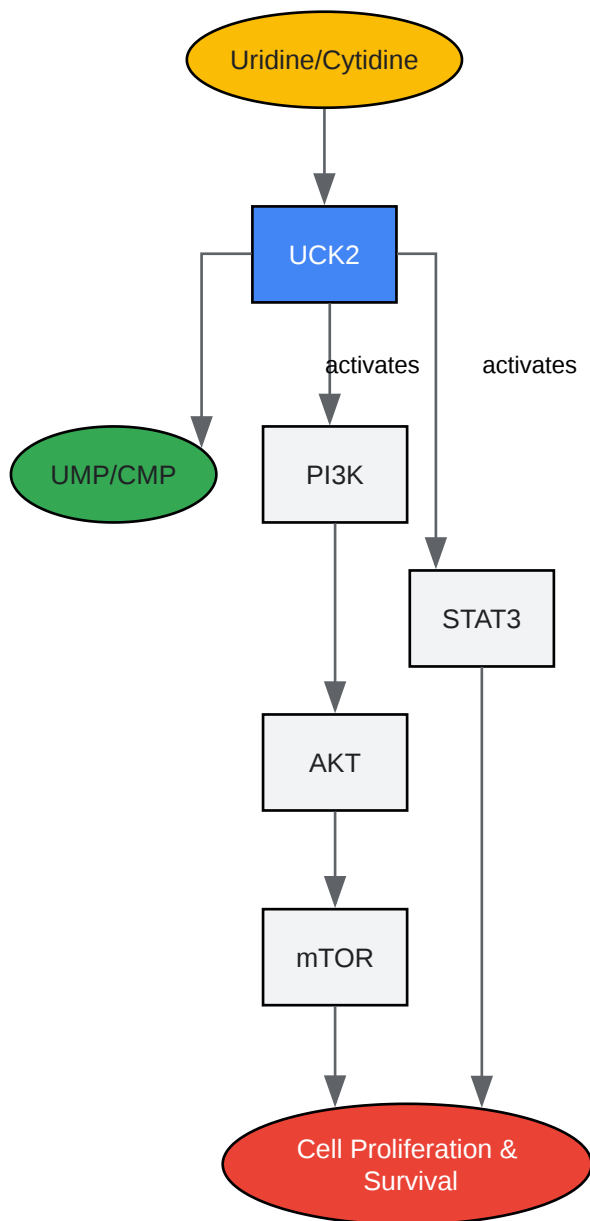 Uridine/Cytidine
UCK2
activates
activates
UMP/CMP
PI3K
STAT3
AKT
mTOR
Cell Proliferation &
Survival